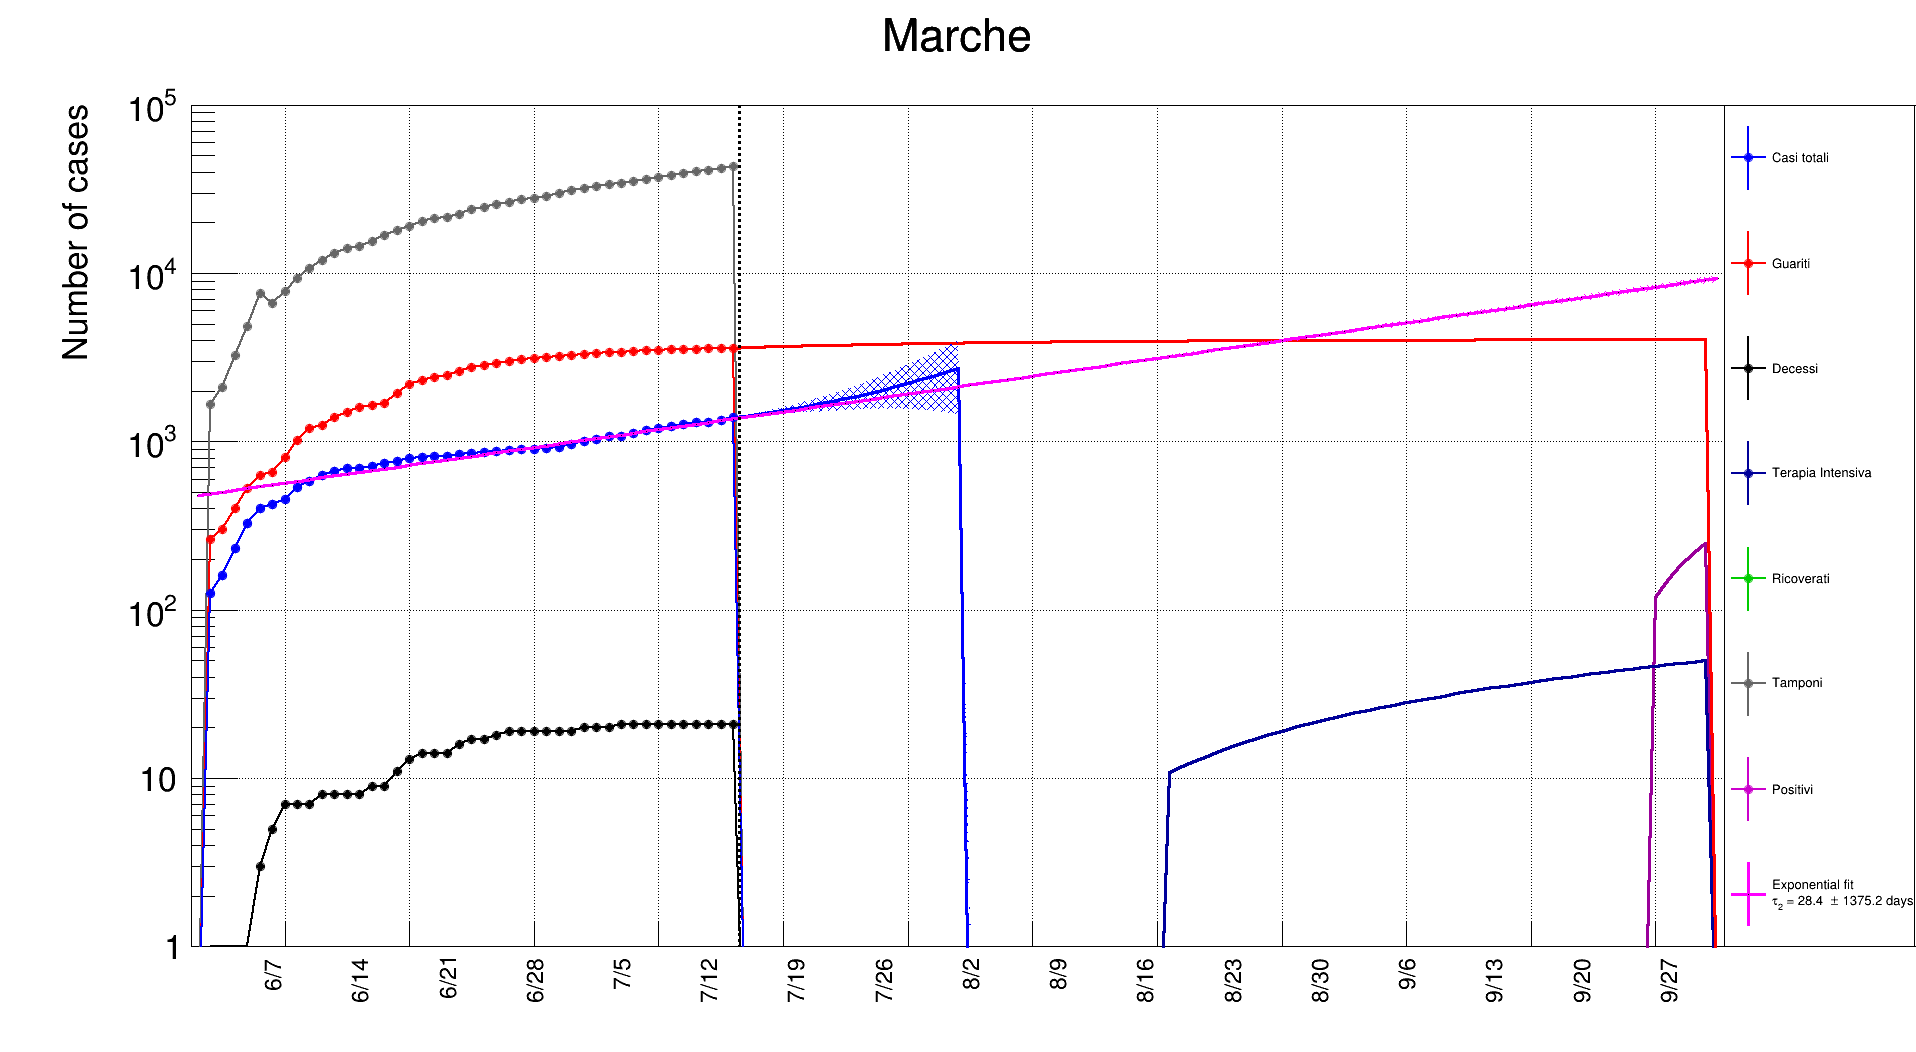 Marche
Number of cases
10^5
10^4
10^3
10^2
10
1
6/7
6/14
6/21
6/28
7/5
7/12
7/19
7/26
8/2
8/9
8/16
8/23
8/30
9/6
9/13
9/20
9/27
Casi totali
Guariti
Decessi
Terapia Intensiva
Ricoverati
Tamponi
Positivi
Exponential fit
τ_2 = 28.4 ± 1375.2 days